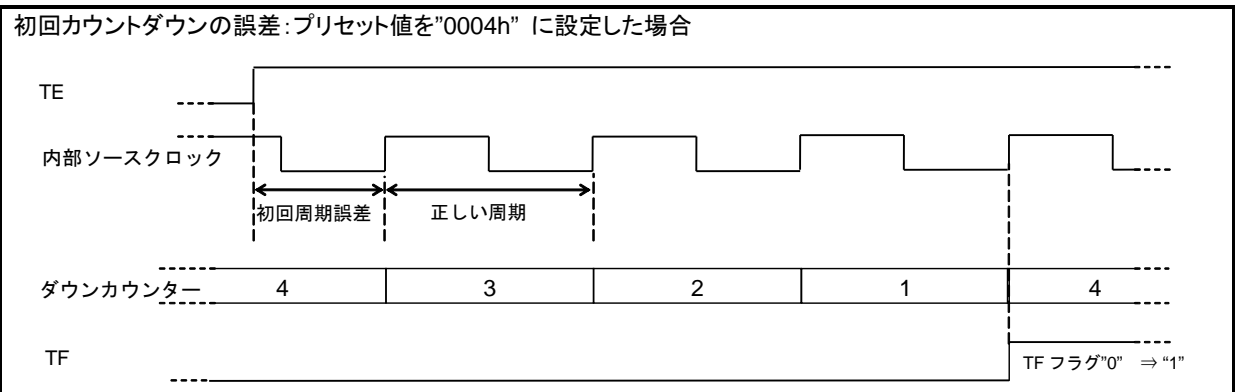 初回カウントダウンの誤差：プリセット値を”0004h” に設定した場合
TE
内部ソースクロック
初回周期誤差 正しい周期
ダウンカウンター 4 3 2 1 4
TF
TF フラグ”0” ⇒ “1”